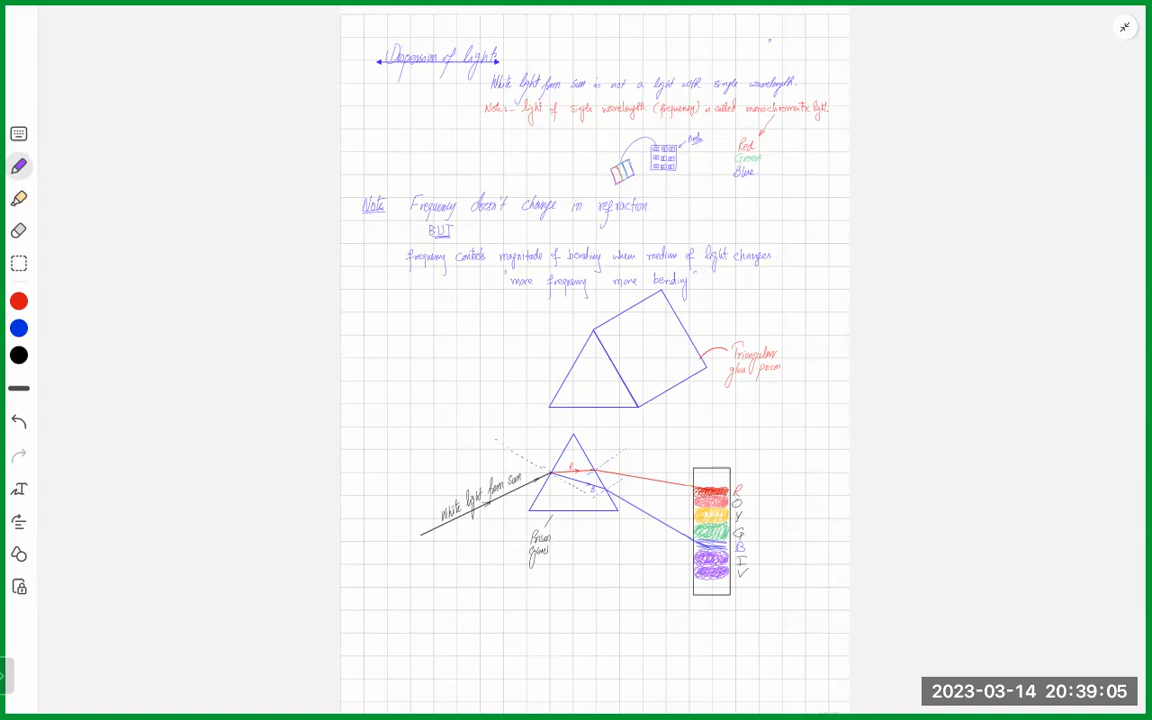 Dispersion of light:
White light from sun is not a light with single wavelength.
Note:- light of single wavelength (frequency) is called monochromatic light.
Red
Green
Blue
Note Frequency doesn't change in refraction.
BUT
frequency controls magnitude of bending when medium of light changes.
"more frequency more bending"
Triangular
glass prism
White light from sun
R
B
Prism
glass
R
O
Y
G
B
I
V
2023-03-14 20:39:05